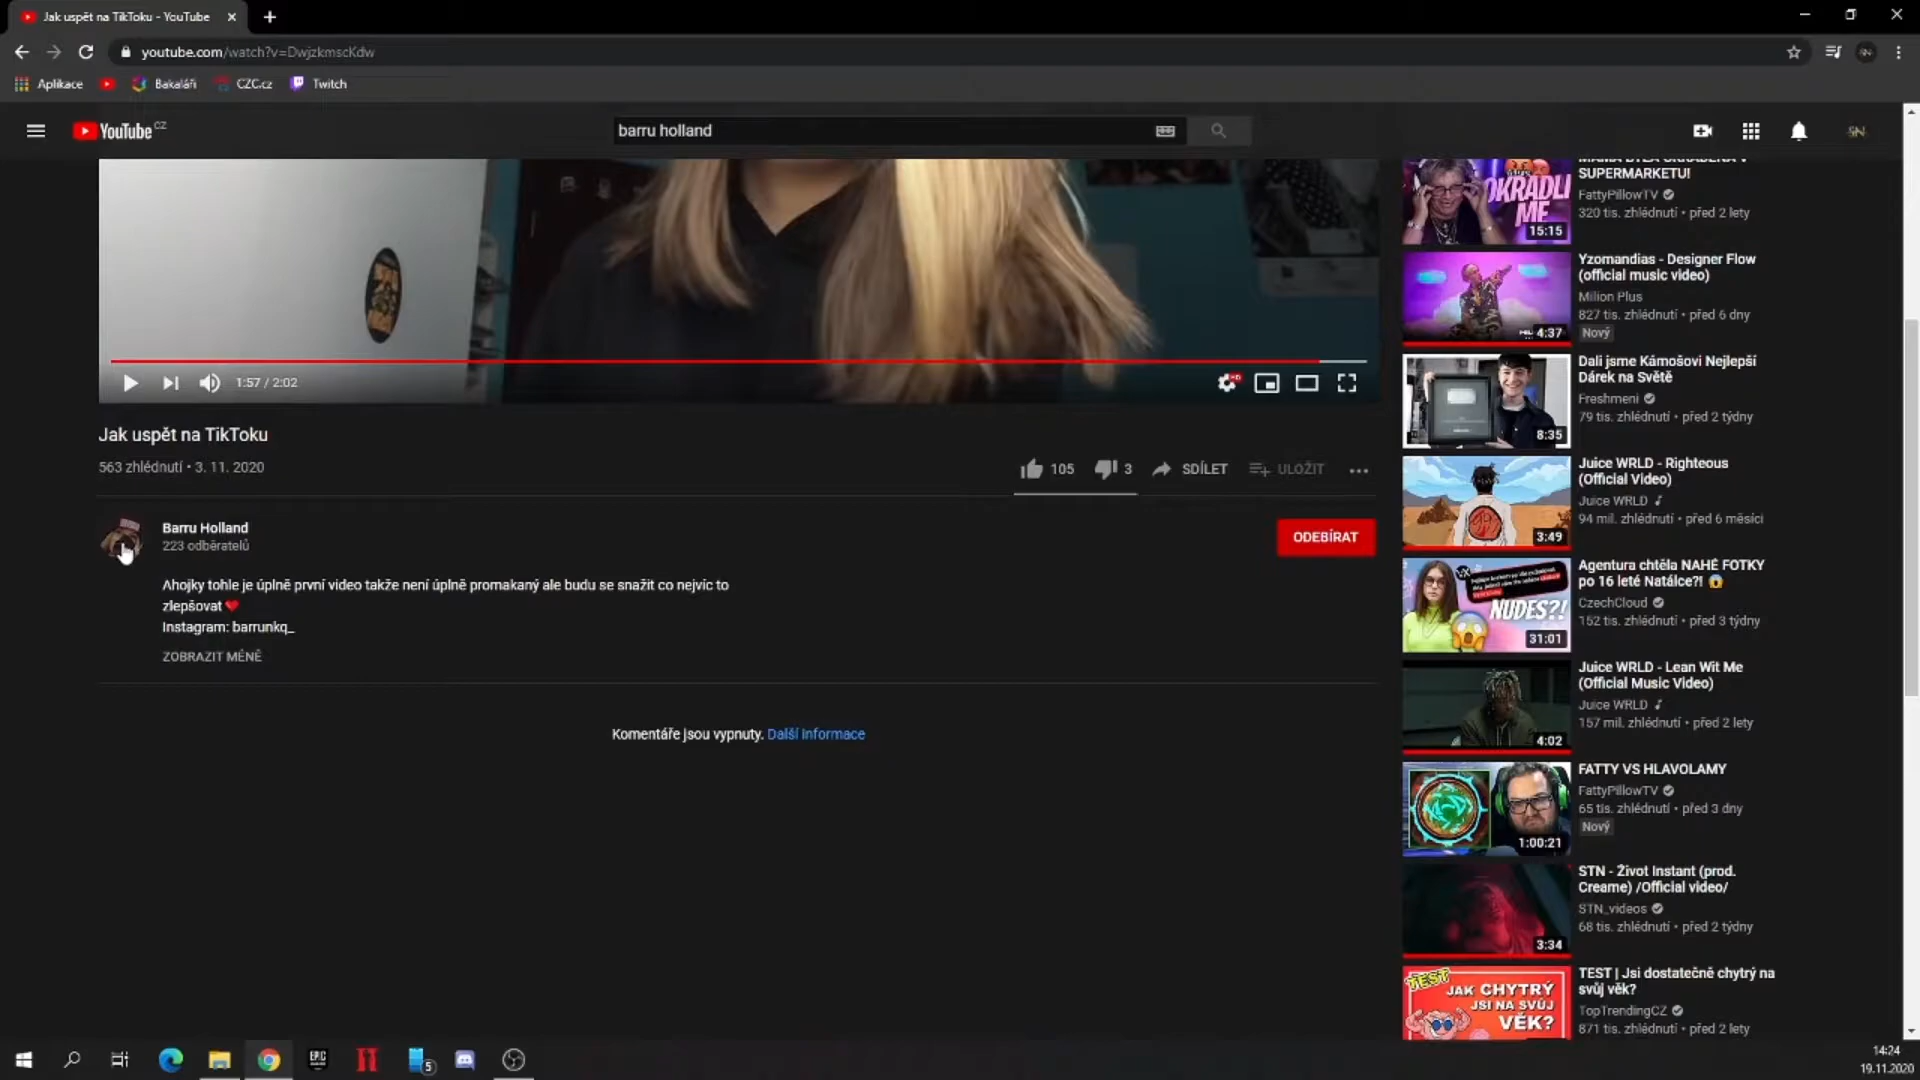 Jak uspět na TikToku - YouTube
youtube.com/watch?v=DwjzkmscKdw
Aplikace
Bakaláři
CZC.cz
Twitch
YouTube CZ
barru holland
SN
1:57 / 2:02
Jak uspět na TikToku
563 zhlédnutí • 3. 11. 2020
105
3
SDÍLET
ULOŽIT
Barru Holland
223 odběratelů
ODEBÍRAT
Ahojky tohle je úplně první video takže není úplně promakaný ale budu se snažit co nejvíc to
zlepšovat
Instagram: barrunkq_
ZOBRAZIT MÉNĚ
Komentáře jsou vypnuty. Další informace
OKRADLI
MĚ
15:15
SUPERMARKETU!
FattyPillowTV
320 tis. zhlédnutí • před 2 lety
4:37
Yzomandias - Designer Flow
(official music video)
Milion Plus
827 tis. zhlédnutí • před 6 dny
Nový
8:35
Dali jsme Kámošovi Nejlepší
Dárek na Světě
Freshmeni
79 tis. zhlédnutí • před 2 týdny
3:49
Juice WRLD - Righteous
(Official Video)
Juice WRLD
94 mil. zhlédnutí • před 6 měsíci
NUDES?!
31:01
Agentura chtěla NAHÉ FOTKY
po 16 leté Natálce?!
CzechCloud
152 tis. zhlédnutí • před 3 týdny
4:02
Juice WRLD - Lean Wit Me
(Official Music Video)
Juice WRLD
157 mil. zhlédnutí • před 2 lety
1:00:21
FATTY VS HLAVOLAMY
FattyPillowTV
65 tis. zhlédnutí • před 3 dny
Nový
3:34
STN - Život Instant (prod.
Creame) /Official video/
STN_videos
68 tis. zhlédnutí • před 2 týdny
TEST
JAK CHYTRÝ
JSI NA SVŮJ
VĚK?
TEST | Jsi dostatečně chytrý na
svůj věk?
TopTrendingCZ
871 tis. zhlédnutí • před 2 lety
EPIC
5
14:24
19.11.2020